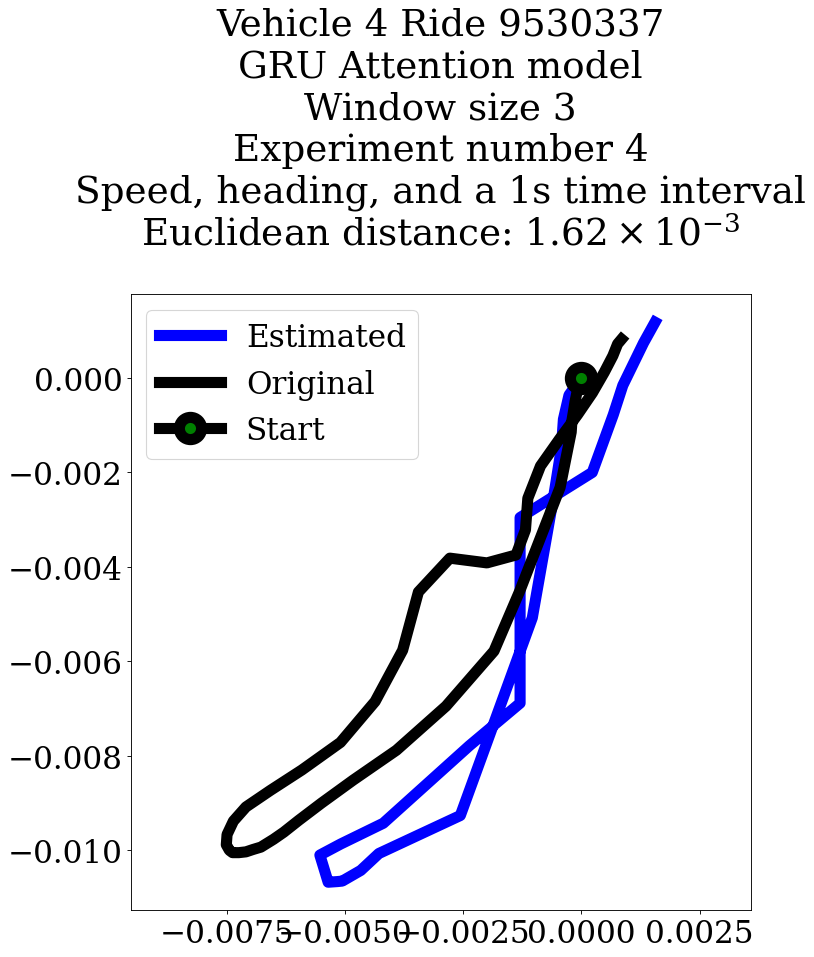 Vehicle 4 Ride 9530337
GRU Attention model
Window size 3
Experiment number 4
Speed, heading, and a 1s time interval
Euclidean distance: 1.62 × 10⁻³
Estimated
Original
Start
0.000
−0.002
−0.004
−0.006
−0.008
−0.010
−0.0075 −0.0050 −0.0025 0.0000 0.0025